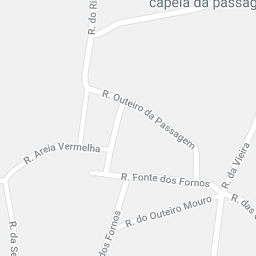 capela da passag
R. do Ri
R. Outeiro da Passagem
R. Areia Vermelha
R. da Vieira
R. Fonte dos Fornos
R. das
R. do Outeiro Mouro
R. da Se
dos Fornos